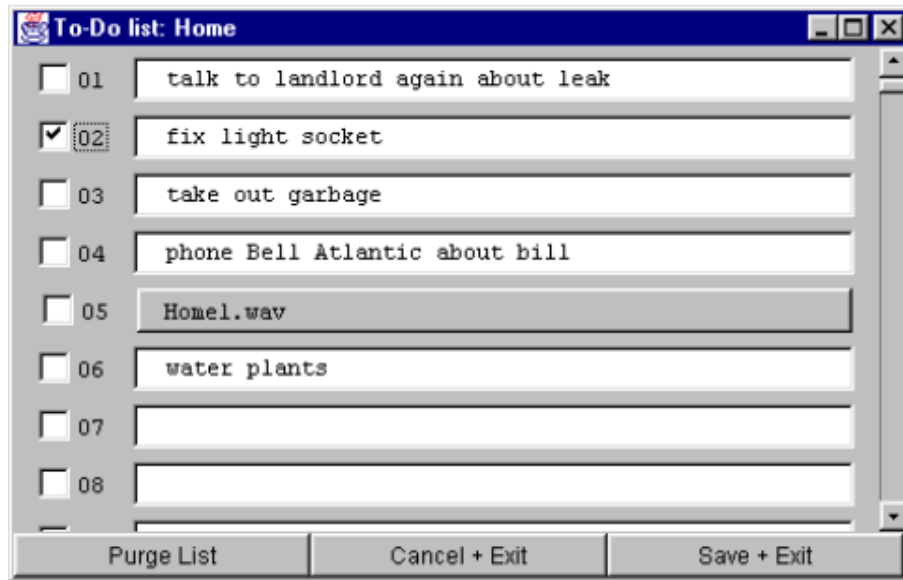 To-Do list: Home
01 talk to landlord again about leak
02 fix light socket
03 take out garbage
04 phone Bell Atlantic about bill
05 Home1.wav
06 water plants
07
08
Purge List Cancel + Exit Save + Exit